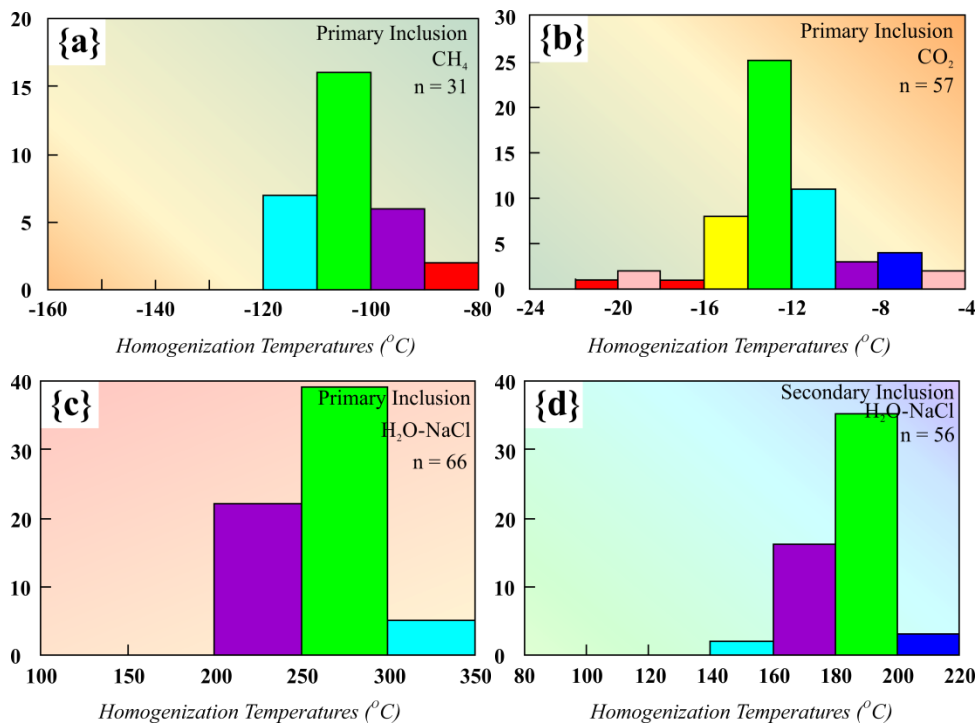 {a}
Primary Inclusion
CH₄
n = 31
20
15
10
5
0
-160 -140 -120 -100 -80
Homogenization Temperatures (°C)
{b}
Primary Inclusion
CO₂
n = 57
30
25
20
15
10
5
0
-24 -20 -16 -12 -8 -4
Homogenization Temperatures (°C)
{c}
Primary Inclusion
H₂O-NaCl
n = 66
40
30
20
10
0
100 150 200 250 300 350
Homogenization Temperatures (°C)
{d}
Secondary Inclusion
H₂O-NaCl
n = 56
40
30
20
10
0
80 100 120 140 160 180 200 220
Homogenization Temperatures (°C)